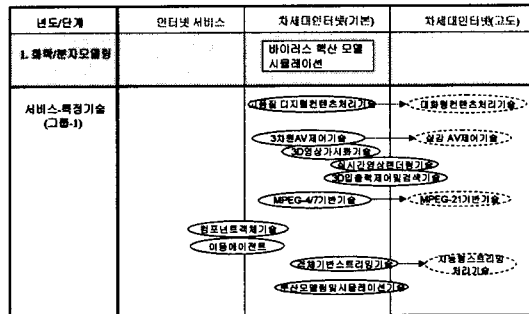 년도/단계 인터넷 서비스 차세대인터넷(기본) 차세대인터넷(고도)
1. 화학/분자모델링 바이러스 확산 모델
시뮬레이션
서비스-특정기술
(그룹-1)
고품질 디지털컨텐츠처리기술 대화형컨텐츠처리기술
3차원AV제어기술 실감 AV제어기술
3D영상가시화기술
실시간영상렌더링기술
3D입출력제어및검색기술
MPEG-4/7기반기술 MPEG-21기반기술
컴포넌트객체기술
이동에이전트
객체기반스트리밍기술 지능형스트리밍
처리기술
분산모델링및시뮬레이션기술